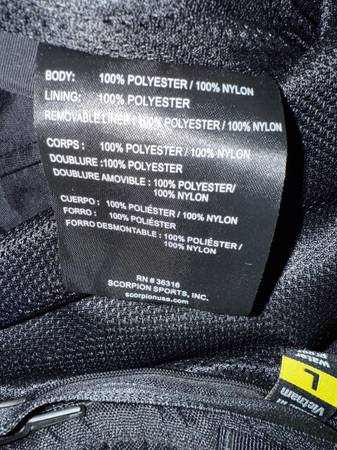 BODY: 100% POLYESTER / 100% NYLON
LINING: 100% POLYESTER
REMOVABLE LINER : 100% POLYESTER/
100% NYLON
CORPS : 100% POLYESTER / 100% NYLON
DOUBLURE :100% POLYESTER
DOUBLURE AMOVIBLE : 100% POLYESTER/
100% NYLON
CUERPO : 100% POLIÉSTER / 100% NYLON
FORRO : 100% POLIÉSTER
FORRO DESMONTABLE : 100% POLIÉSTER/
100% NYLON
RN # 36316
SCORPION SPORTS, INC.
scorpionusa.com
L
Vietnam
Water